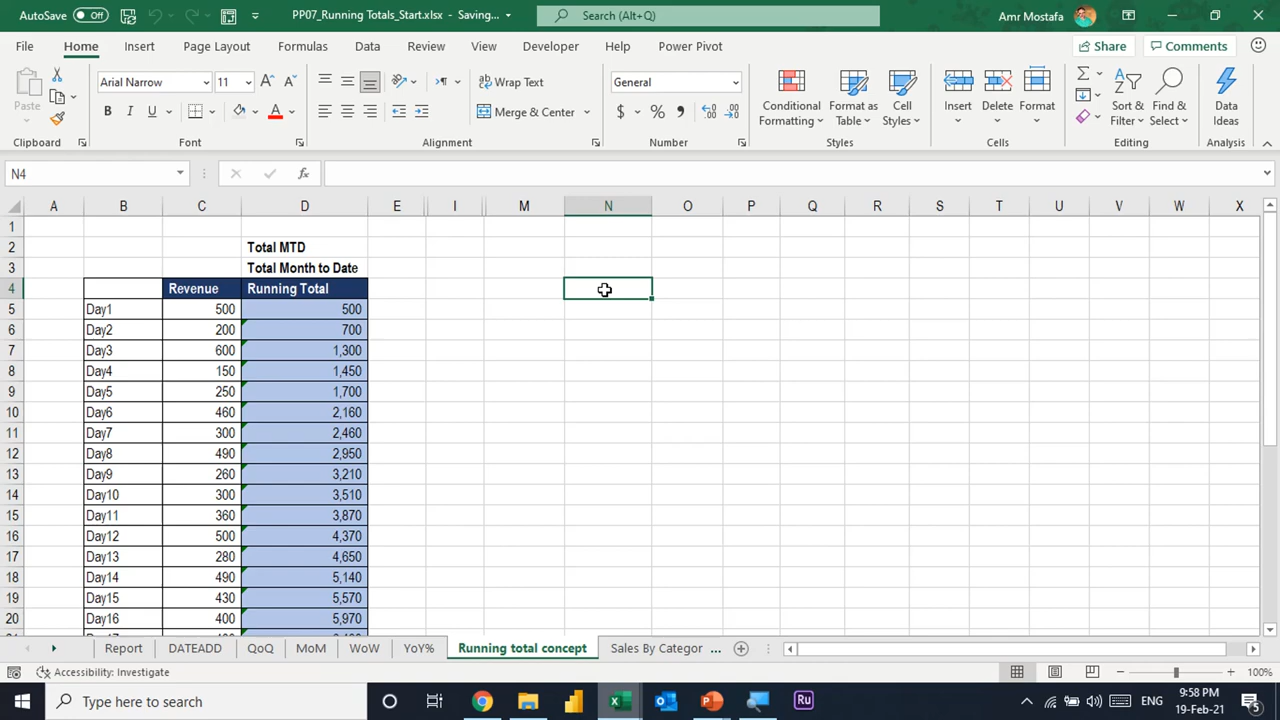 AutoSave Off PP07_Running Totals_Start.xlsx - Saving... Search (Alt+Q) Amr Mostafa
File Home Insert Page Layout Formulas Data Review View Developer Help Power Pivot Share Comments
Arial Narrow 11 Wrap Text General
Paste B I U A Merge & Center $ % Conditional Formatting Format as Table Cell Styles Insert Delete Format Sort & Filter Find & Select Data Ideas
Clipboard Font Alignment Number Styles Cells Editing Analysis
N4 fx
A B C D E I M N O P Q R S T U V W X
1
2 Total MTD
3 Total Month to Date
4 Revenue Running Total
5 Day1 500 500
6 Day2 200 700
7 Day3 600 1,300
8 Day4 150 1,450
9 Day5 250 1,700
10 Day6 460 2,160
11 Day7 300 2,460
12 Day8 490 2,950
13 Day9 260 3,210
14 Day10 300 3,510
15 Day11 360 3,870
16 Day12 500 4,370
17 Day13 280 4,650
18 Day14 490 5,140
19 Day15 430 5,570
20 Day16 400 5,970
Report DATEADD QoQ MoM WoW YoY% Running total concept Sales By Categor ...
Accessibility: Investigate 100%
Type here to search Ru ENG 9:58 PM
19-Feb-21 5